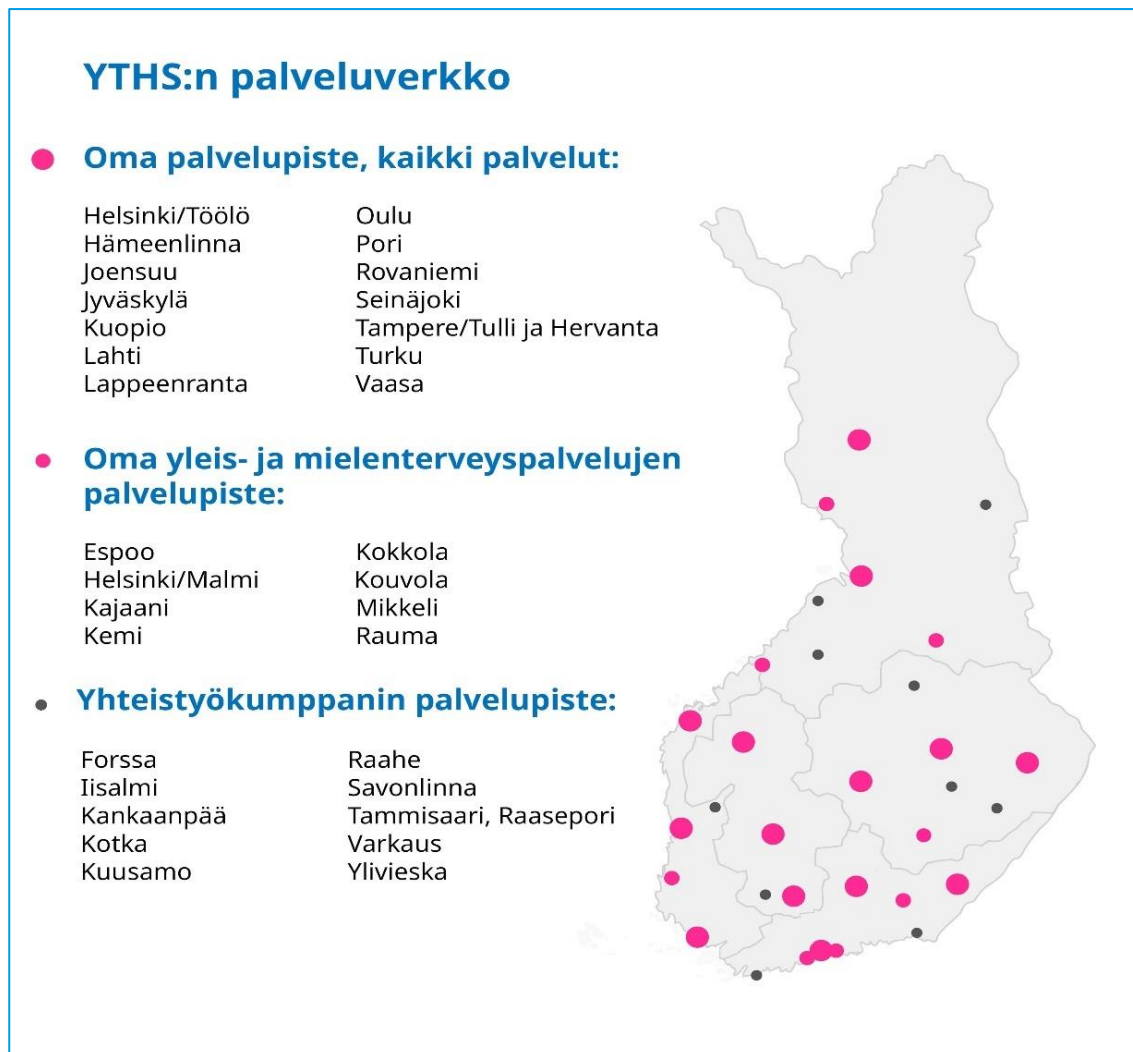 YTHS:n palveluverkko
Oma palvelupiste, kaikki palvelut:
Helsinki/Töölö
Hämeenlinna
Joensuu
Jyväskylä
Kuopio
Lahti
Lappeenranta
Oulu
Pori
Rovaniemi
Seinäjoki
Tampere/Tulli ja Hervanta
Turku
Vaasa
Oma yleis- ja mielenterveyspalvelujen
palvelupiste:
Espoo
Helsinki/Malmi
Kajaani
Kemi
Kokkola
Kouvola
Mikkeli
Rauma
Yhteistyökumppanin palvelupiste:
Forssa
Iisalmi
Kankaanpää
Kotka
Kuusamo
Raahe
Savonlinna
Tammisaari, Raasepori
Varkaus
Ylivieska